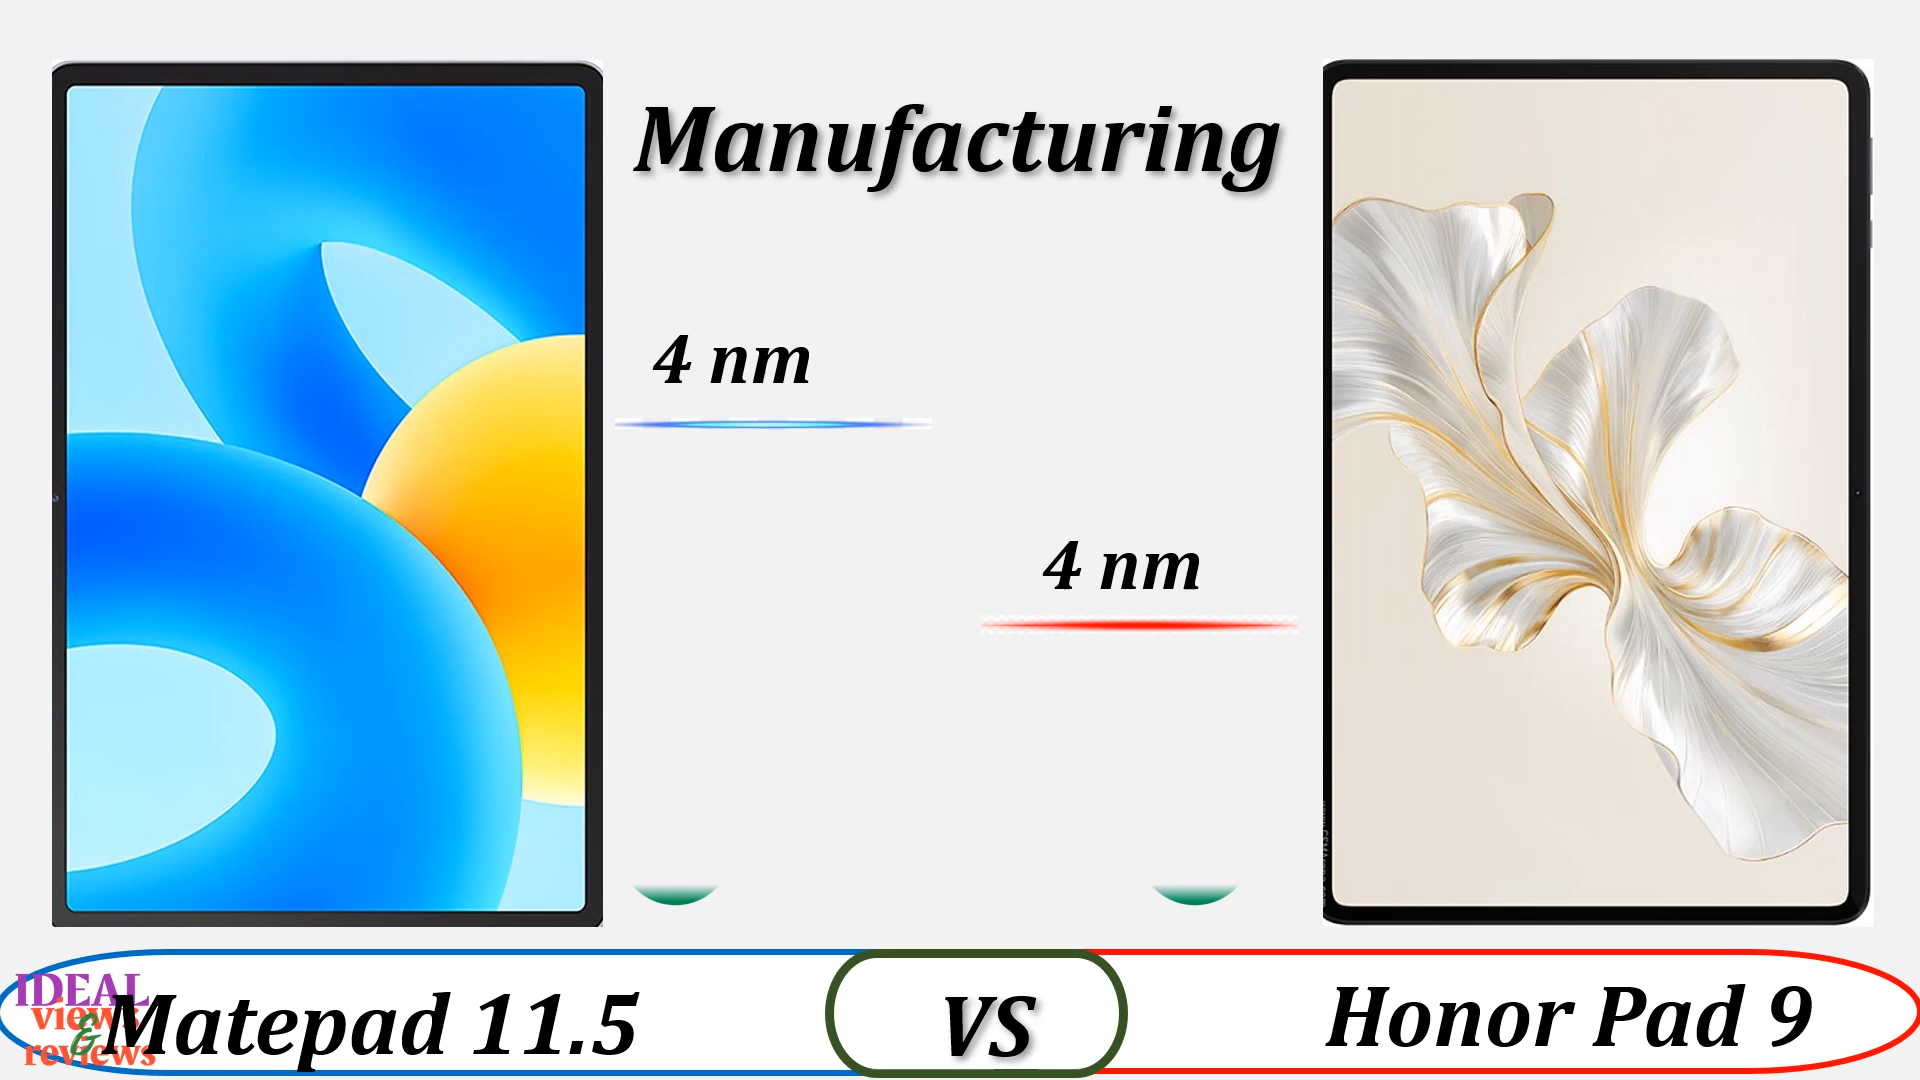 Manufacturing
4 nm
4 nm
IDEAL
views
&
reviews
Matepad 11.5
VS
Honor Pad 9